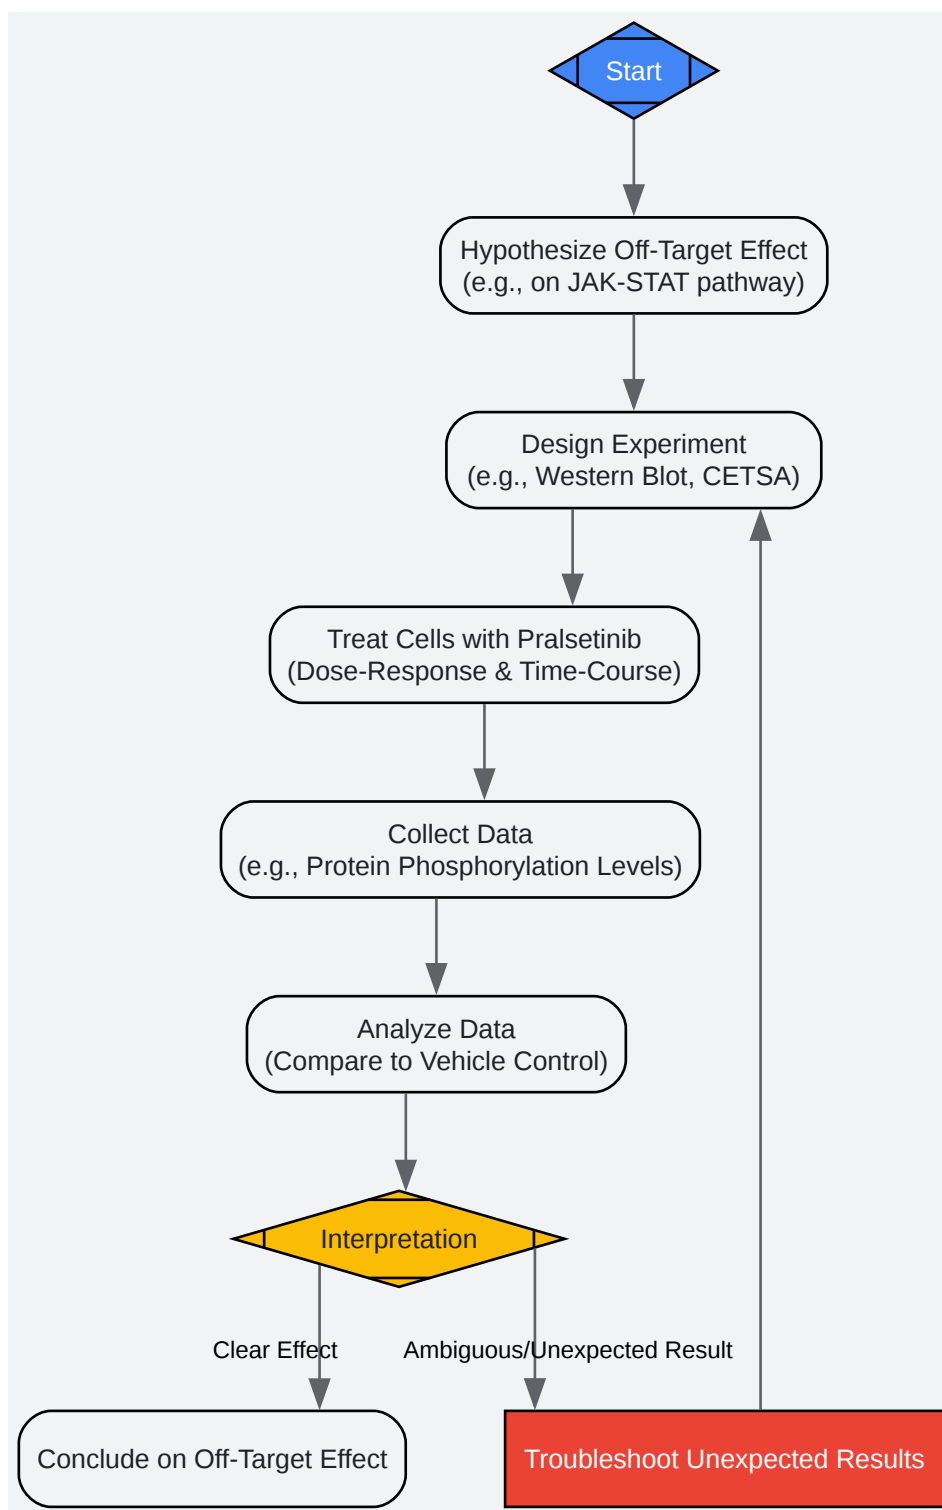 Start
Hypothesize Off-Target Effect
(e.g., on JAK-STAT pathway)
Design Experiment
(e.g., Western Blot, CETSA)
Treat Cells with Pralsetinib
(Dose-Response & Time-Course)
Collect Data
(e.g., Protein Phosphorylation Levels)
Analyze Data
(Compare to Vehicle Control)
Interpretation
Clear Effect
Ambiguous/Unexpected Result
Conclude on Off-Target Effect
Troubleshoot Unexpected Results